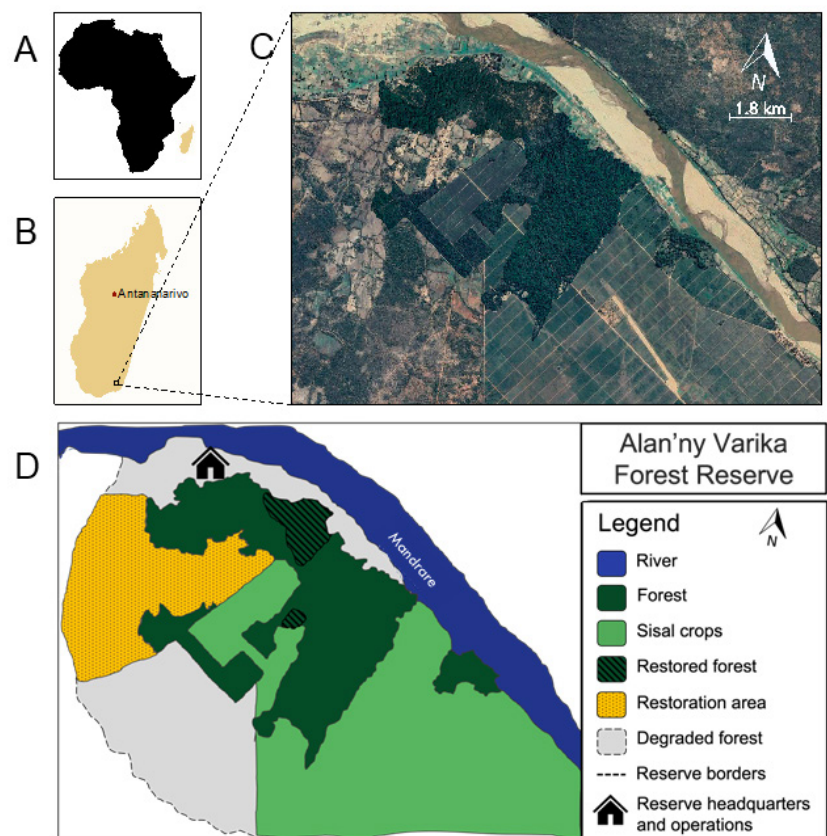 A
B
Antananarivo
C
N
1.8 km
D
Mandrare
Alan'ny Varika
Forest Reserve
Legend
N
River
Forest
Sisal crops
Restored forest
Restoration area
Degraded forest
Reserve borders
Reserve headquarters
and operations